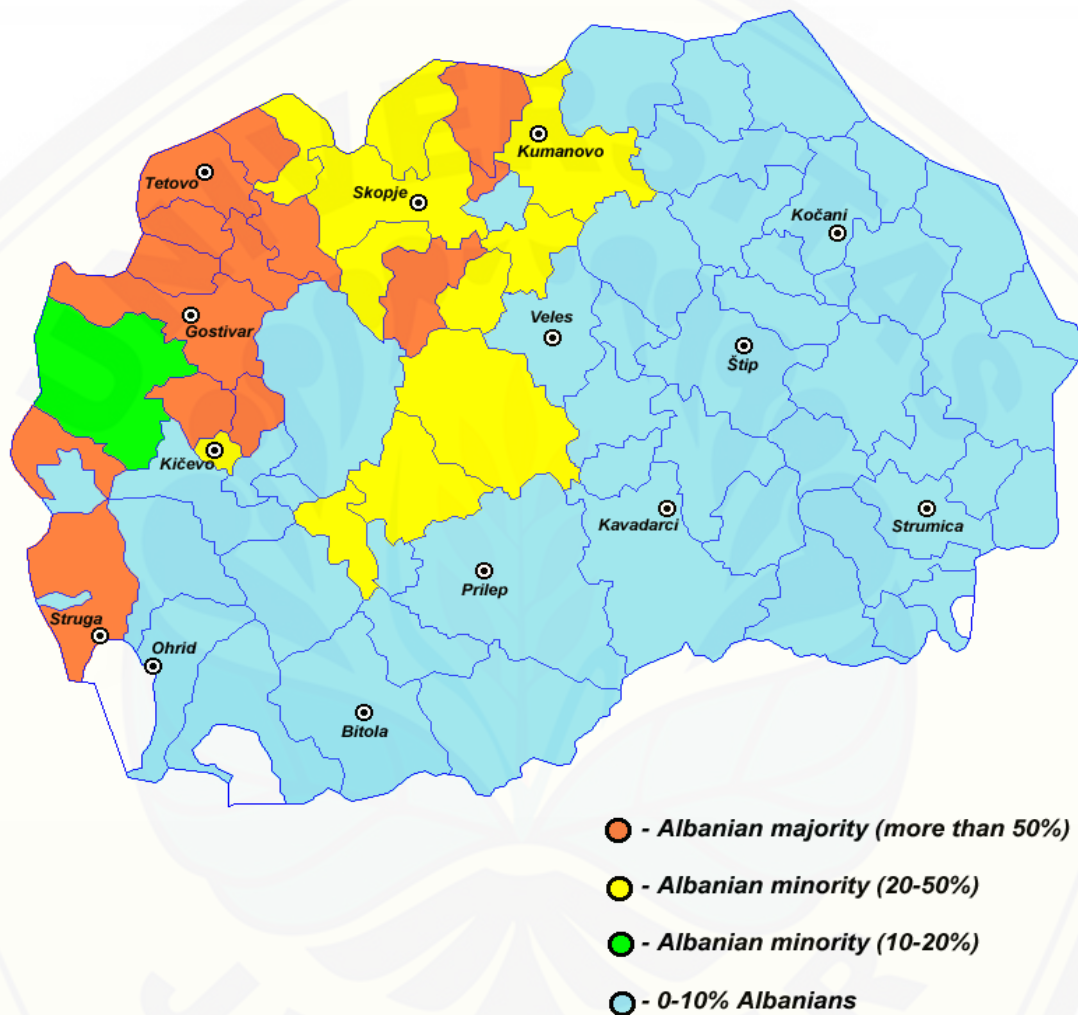 Kumanovo
Tetovo
Skopje
Kočani
Gostivar
Veles
Štip
Kičevo
Kavadarci
Strumica
Prilep
Struga
Ohrid
Bitola
- Albanian majority (more than 50%)
- Albanian minority (20-50%)
- Albanian minority (10-20%)
- 0-10% Albanians